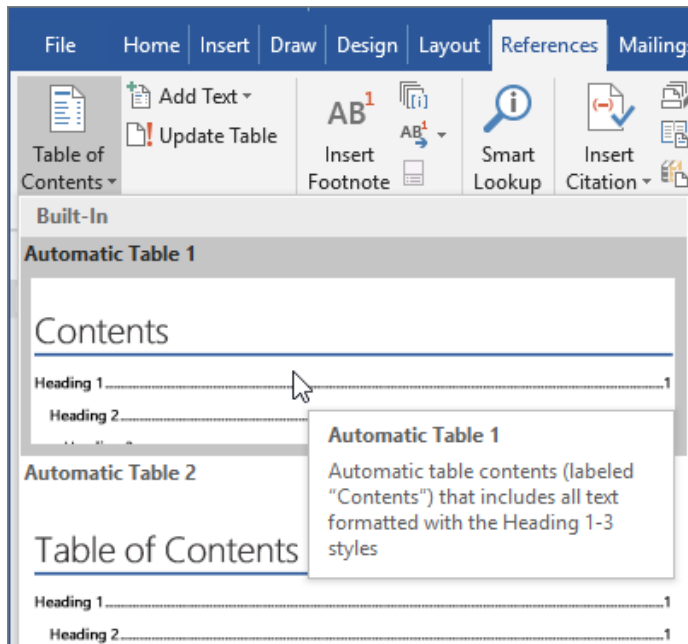 File Home Insert Draw Design Layout References Mailings
Add Text
Update Table
Table of
Contents
AB1
[i]
AB1
Insert
Footnote
Smart
Lookup
(-)
Insert
Citation
Built-In
Automatic Table 1
Contents
Heading 1 1
Heading 2
Automatic Table 1
Automatic table contents (labeled
“Contents”) that includes all text
formatted with the Heading 1-3
styles
Automatic Table 2
Table of Contents
Heading 1 1
Heading 2 1